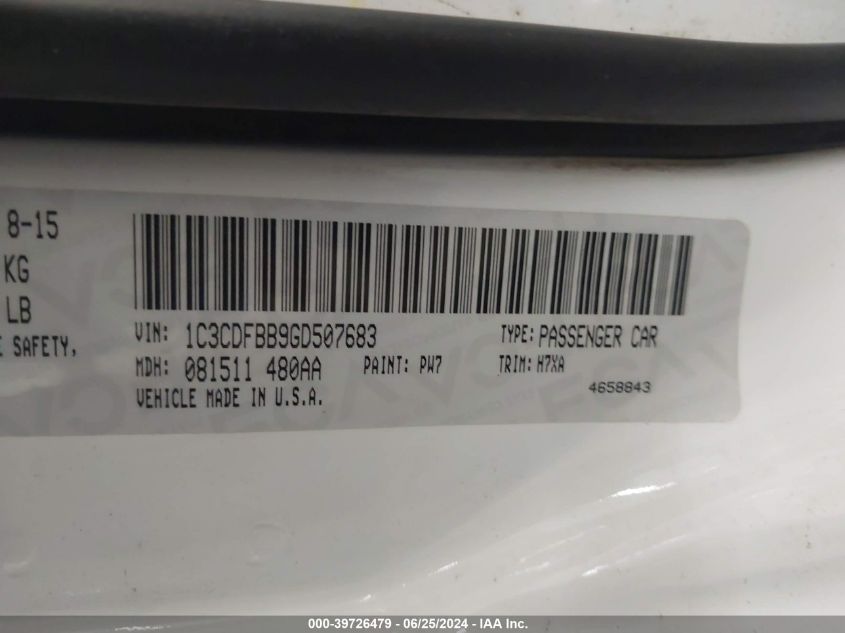 8-15
KG
LB
E SAFETY,
VIN: 1C3CDFBB9GD507683
TYPE: PASSENGER CAR
MDH: 081511 480AA
PAINT: PW7
TRIM: H7XA
VEHICLE MADE IN U.S.A.
4658843
000-39726479 - 06/25/2024 - IAA Inc.